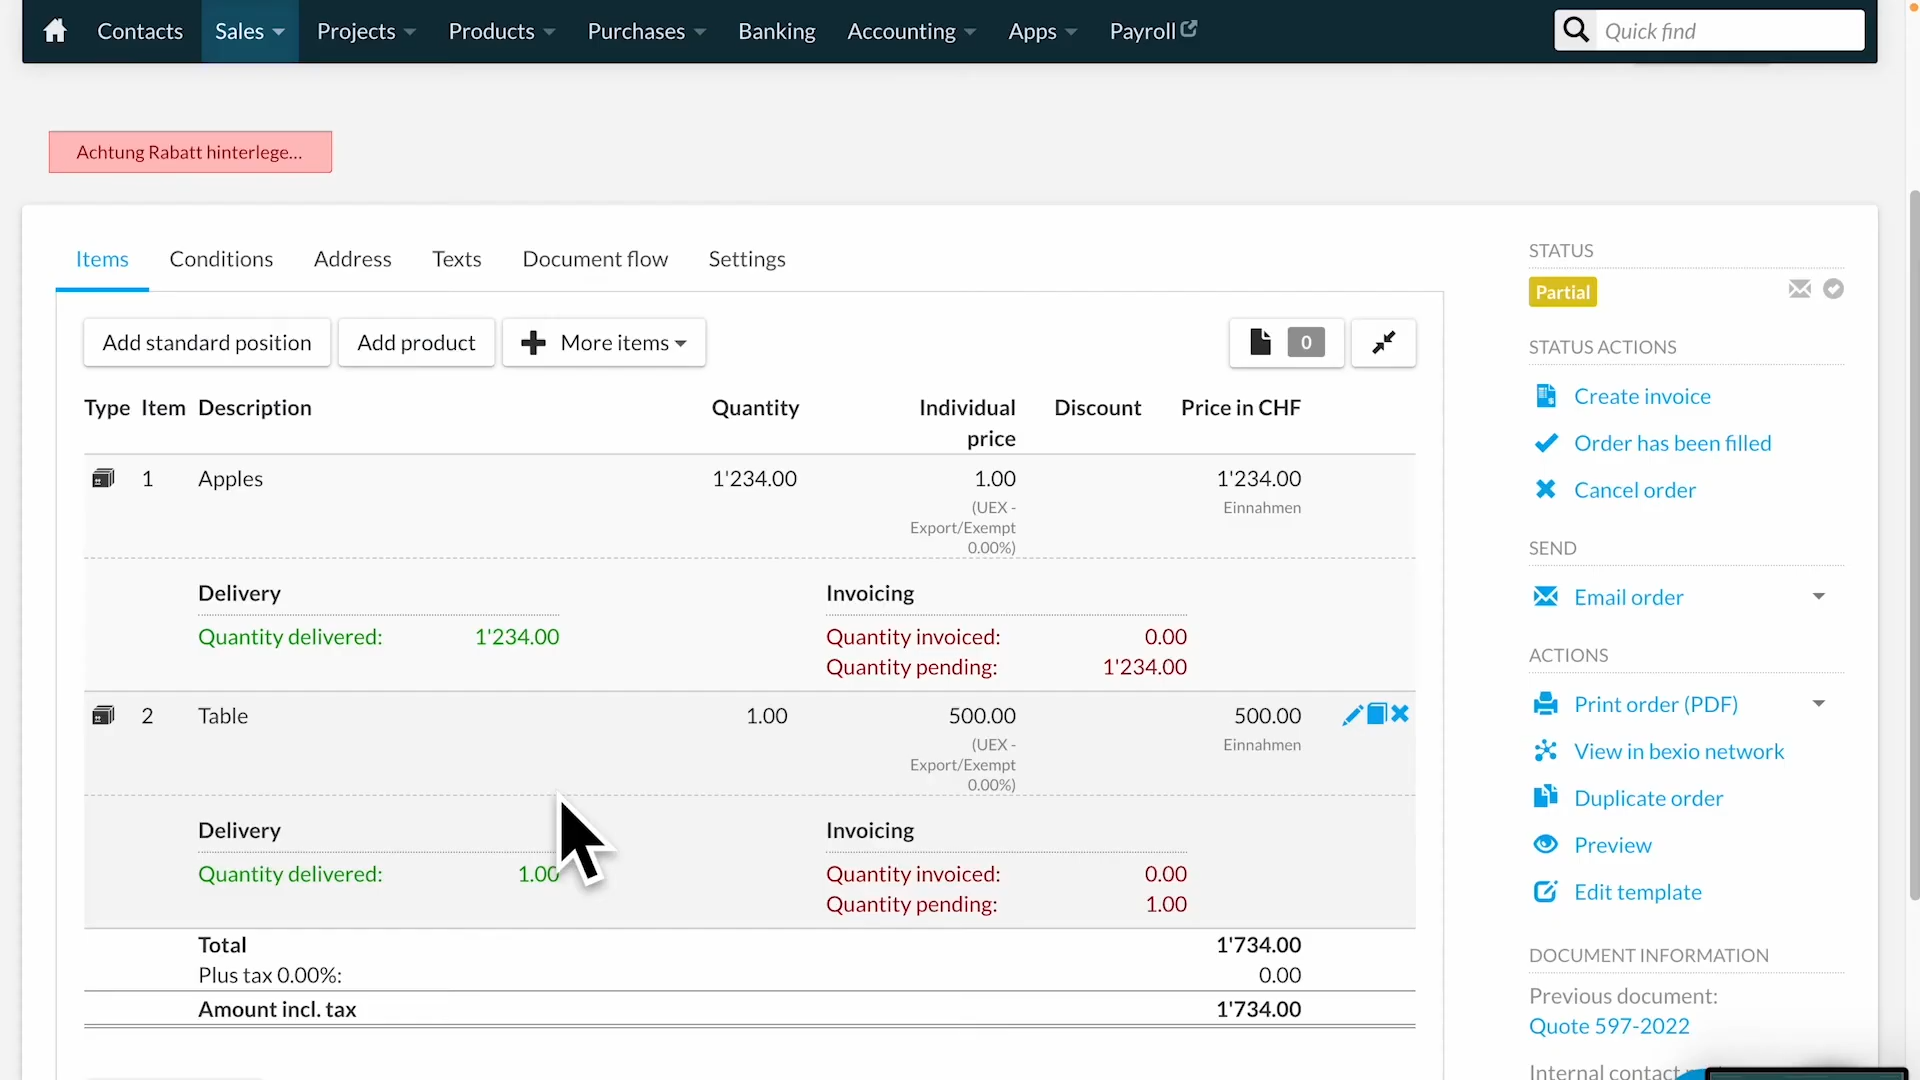 Contacts Sales Projects Products Purchases Banking Accounting Apps Payroll Quick find
Achtung Rabatt hinterlege...
Items Conditions Address Texts Document flow Settings
Add standard position Add product More items 0
Type Item Description Quantity Individual price Discount Price in CHF
1 Apples 1'234.00 1.00 1'234.00
(UEX - Export/Exempt 0.00%) Einnahmen
Delivery Invoicing
Quantity delivered: 1'234.00 Quantity invoiced: 0.00
Quantity pending: 1'234.00
2 Table 1.00 500.00 500.00
(UEX - Export/Exempt 0.00%) Einnahmen
Delivery Invoicing
Quantity delivered: 1.00 Quantity invoiced: 0.00
Quantity pending: 1.00
Total 1'734.00
Plus tax 0.00%: 0.00
Amount incl. tax 1'734.00
STATUS
Partial
STATUS ACTIONS
Create invoice
Order has been filled
Cancel order
SEND
Email order
ACTIONS
Print order (PDF)
View in bexio network
Duplicate order
Preview
Edit template
DOCUMENT INFORMATION
Previous document:
Quote 597-2022
Internal contact